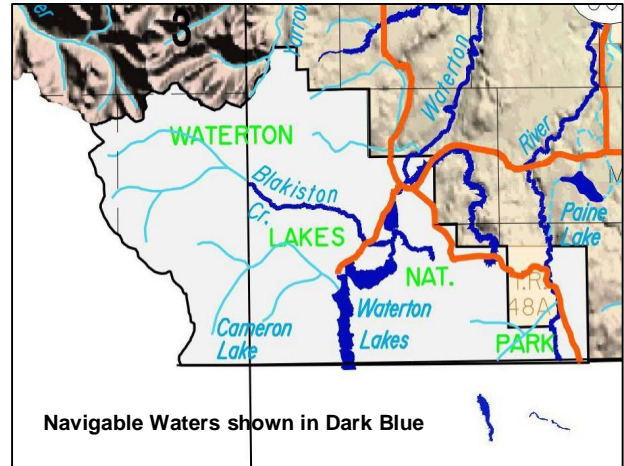 3
Waterton
River
WATERTON
Blakiston
Cr.
Paine
Lake
LAKES
NAT.
I.R.
48A
Cameron
Lake
Waterton
Lakes
PARK
Navigable Waters shown in Dark Blue